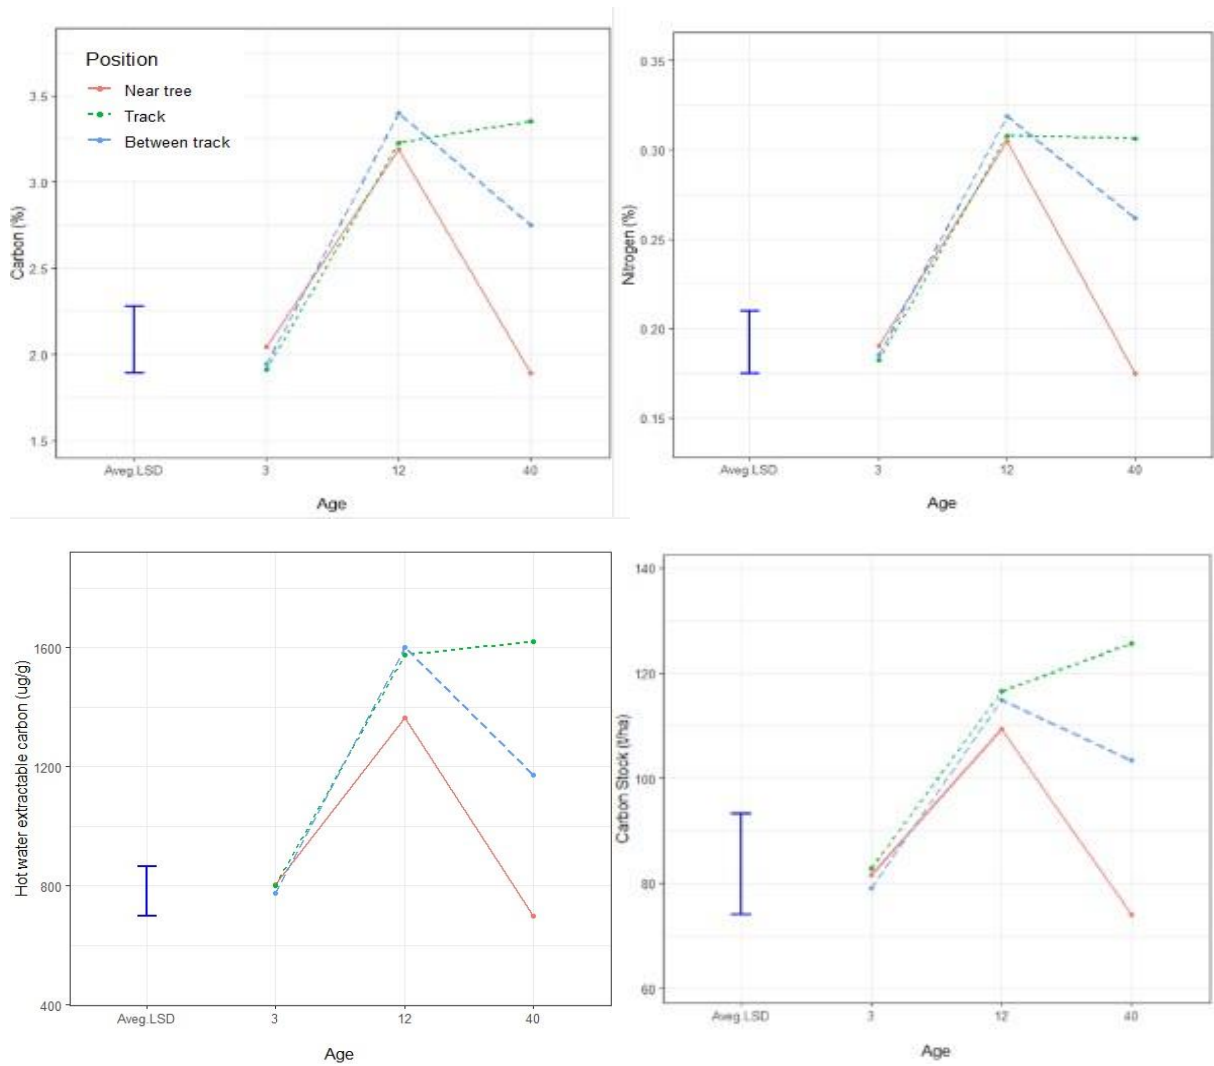 Position
Near tree
Track
Between track
Carbon (%)
3.5
3.0
2.5
2.0
1.5
Aveg.LSD 3 12 40
Age
Nitrogen (%)
0.35
0.30
0.25
0.20
0.15
Aveg.LSD 3 12 40
Age
Hot water extractable carbon (ug/g)
1600
1200
800
400
Aveg.LSD 3 12 40
Age
Carbon Stock (t/ha)
140
120
100
80
60
Aveg.LSD 3 12 40
Age